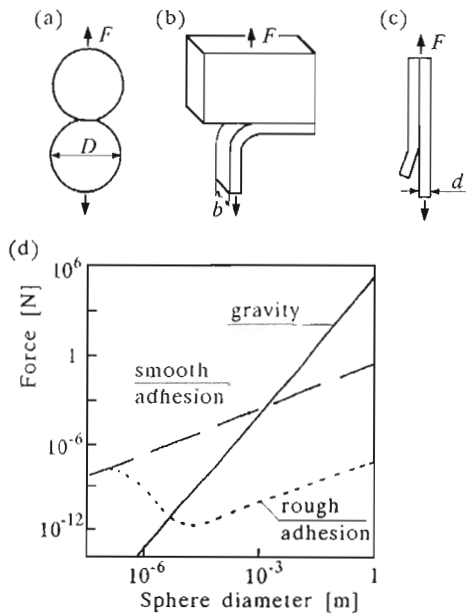 (a)
F
D
(b)
F
b
(c)
F
d
(d)
Force [N]
10^6
1
10^-6
10^-12
gravity
smooth
adhesion
rough
adhesion
10^-6
10^-3
1
Sphere diameter [m]